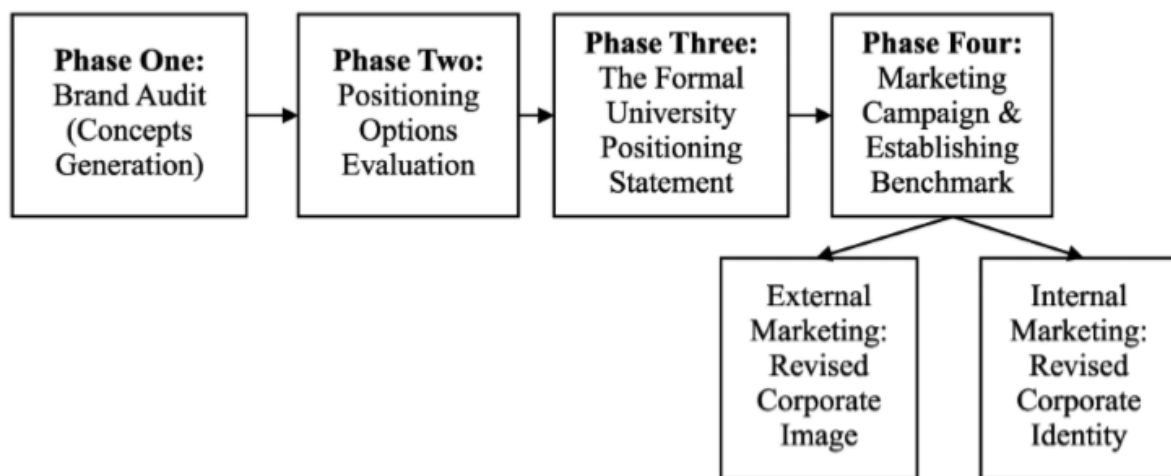 Phase One:
Brand Audit
(Concepts
Generation)
Phase Two:
Positioning
Options
Evaluation
Phase Three:
The Formal
University
Positioning
Statement
Phase Four:
Marketing
Campaign &
Establishing
Benchmark
External
Marketing:
Revised
Corporate
Image
Internal
Marketing:
Revised
Corporate
Identity